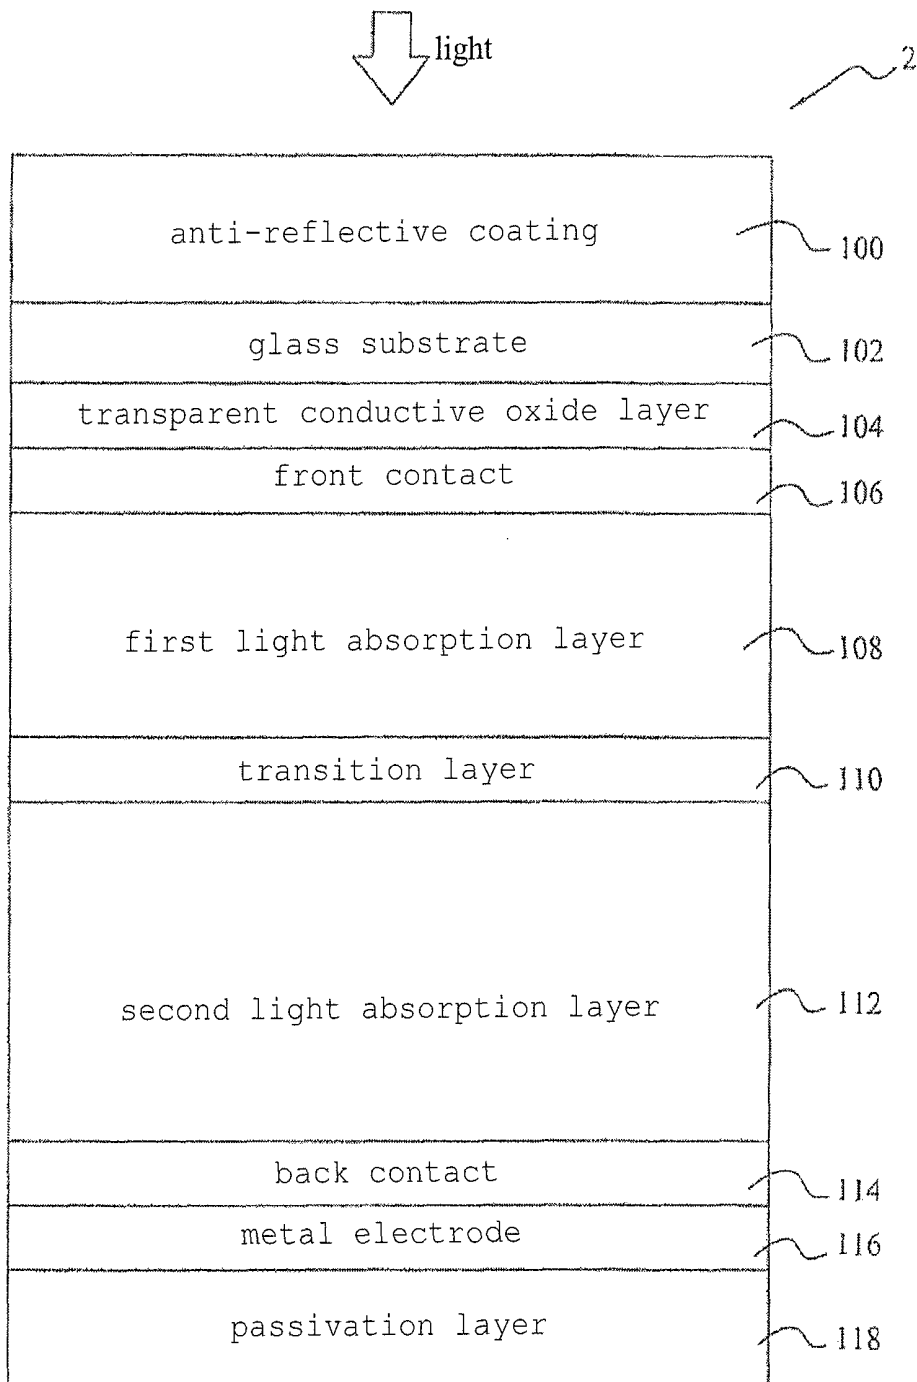 light
2
anti-reflective coating
100
glass substrate
102
transparent conductive oxide layer
104
front contact
106
first light absorption layer
108
transition layer
110
second light absorption layer
112
back contact
114
metal electrode
116
passivation layer
118